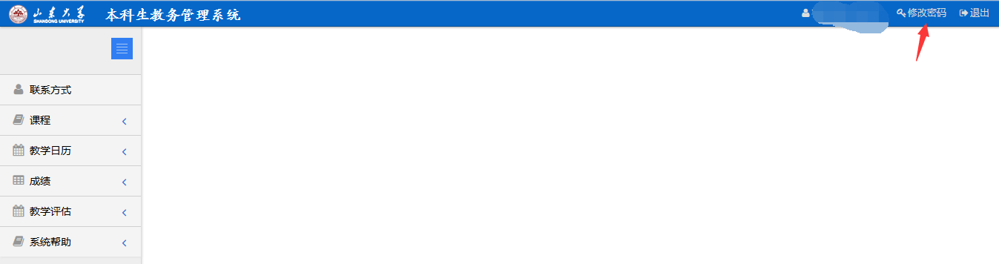 山东大学 本科生教务管理系统 修改密码 退出
SHANDONG UNIVERSITY
联系方式
课程
教学日历
成绩
教学评估
系统帮助